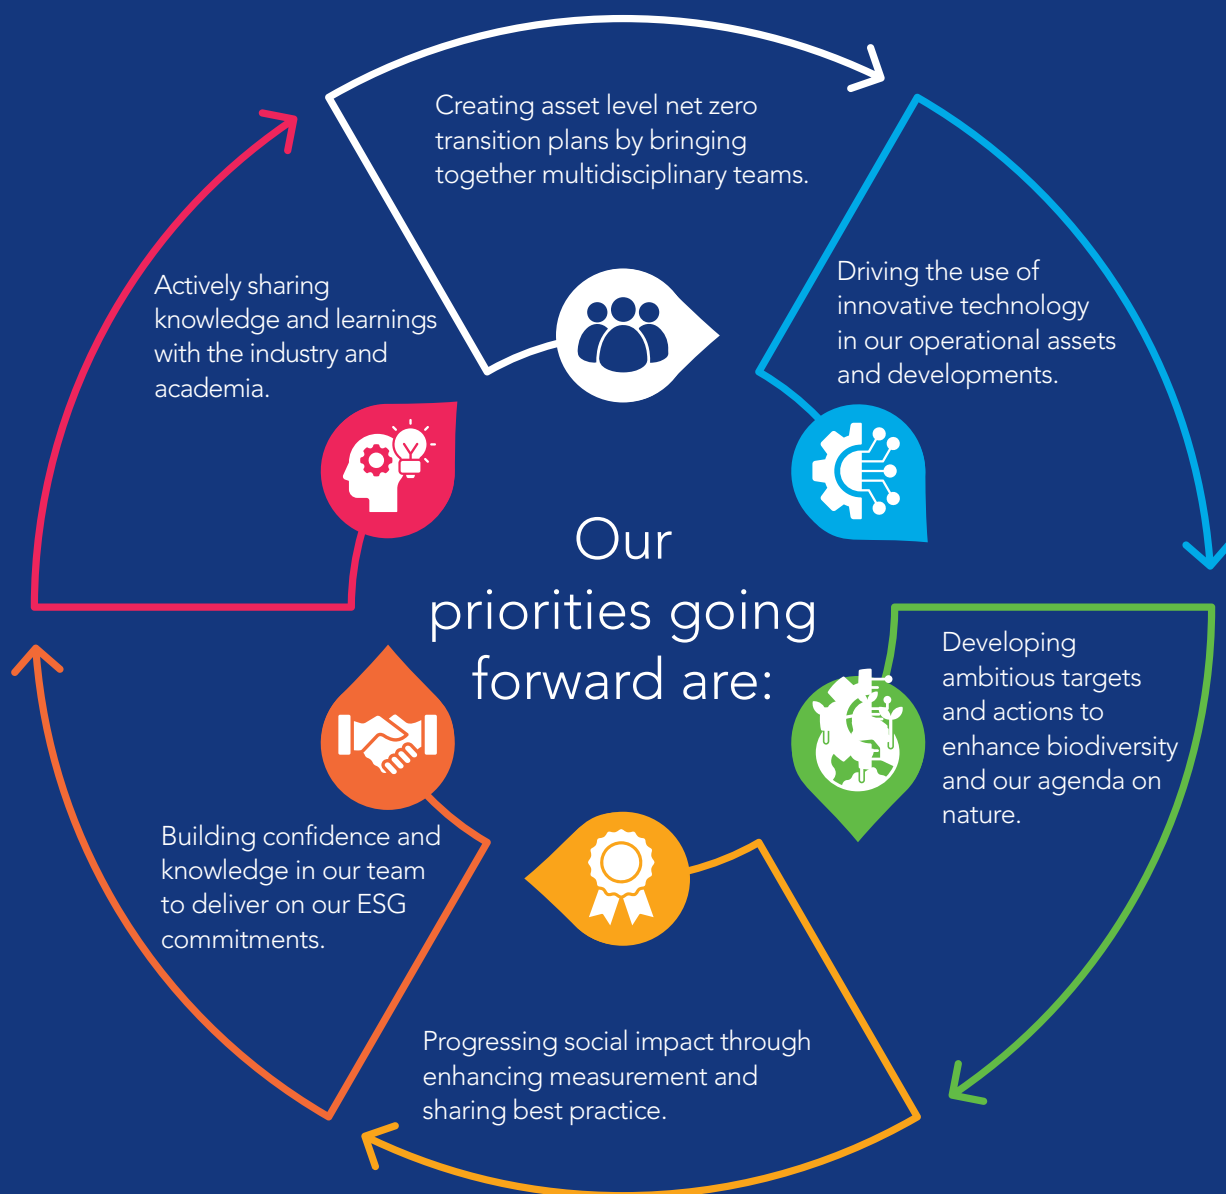 Our
priorities going
forward are:
Creating asset level net zero
transition plans by bringing
together multidisciplinary teams.
Driving the use of
innovative technology
in our operational assets
and developments.
Developing
ambitious targets
and actions to
enhance biodiversity
and our agenda on
nature.
Progressing social impact through
enhancing measurement and
sharing best practice.
Building confidence and
knowledge in our team
to deliver on our ESG
commitments.
Actively sharing
knowledge and learnings
with the industry and
academia.